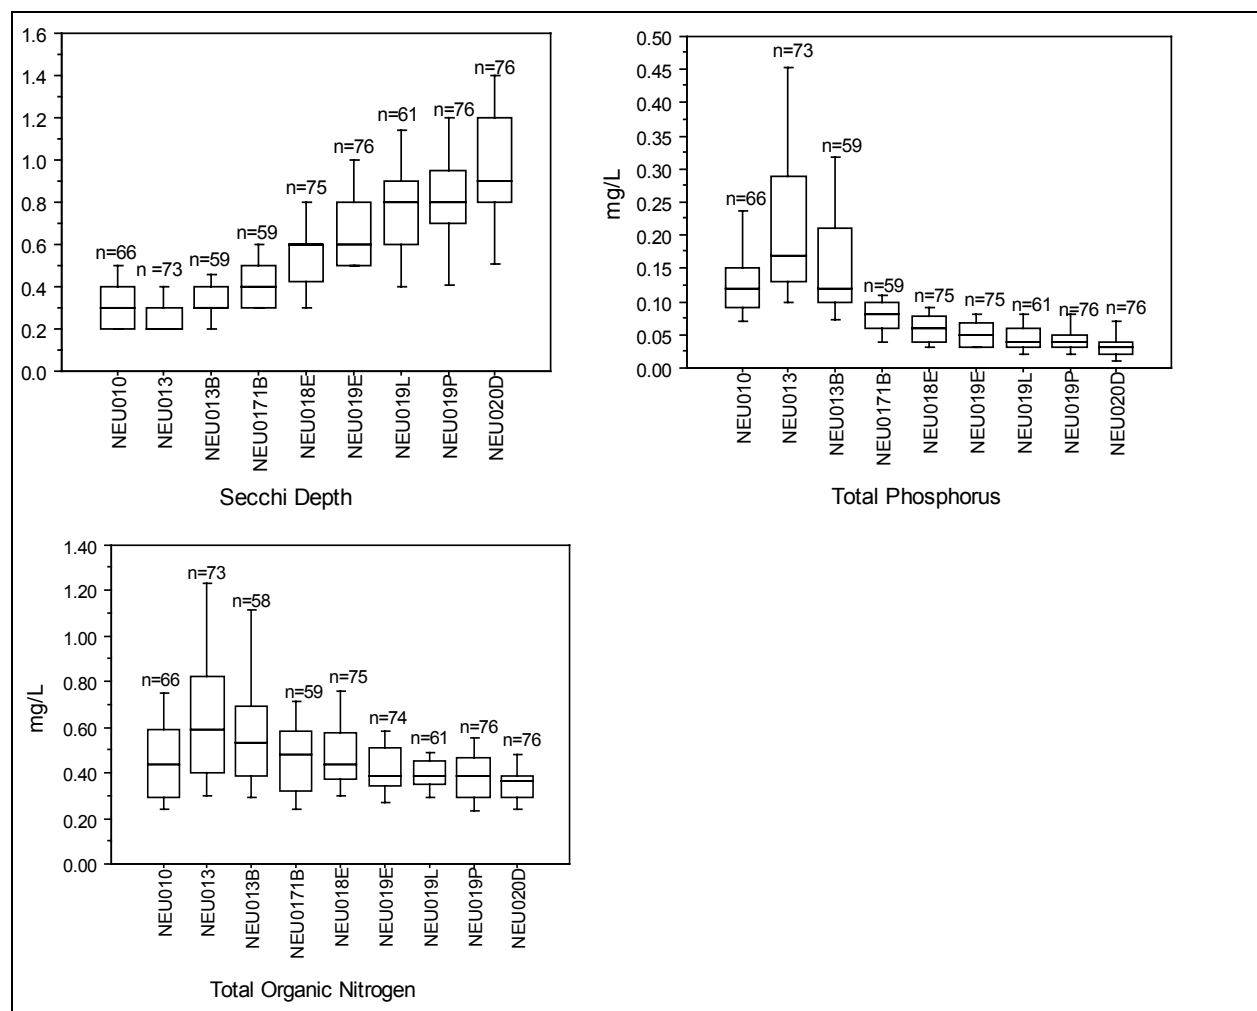 1.6
1.4
1.2
1.0
0.8
0.6
0.4
0.2
0.0
n=66
n =73
n=59
n=59
n=75
n=76
n=61
n=76
n=76
NEU010
NEU013
NEU013B
NEU0171B
NEU018E
NEU019E
NEU019L
NEU019P
NEU020D
Secchi Depth
mg/L
0.50
0.45
0.40
0.35
0.30
0.25
0.20
0.15
0.10
0.05
0.00
n=66
n=73
n=59
n=59
n=75
n=75
n=61
n=76
n=76
NEU010
NEU013
NEU013B
NEU0171B
NEU018E
NEU019E
NEU019L
NEU019P
NEU020D
Total Phosphorus
mg/L
1.40
1.20
1.00
0.80
0.60
0.40
0.20
0.00
n=66
n=73
n=58
n=59
n=75
n=74
n=61
n=76
n=76
NEU010
NEU013
NEU013B
NEU0171B
NEU018E
NEU019E
NEU019L
NEU019P
NEU020D
Total Organic Nitrogen